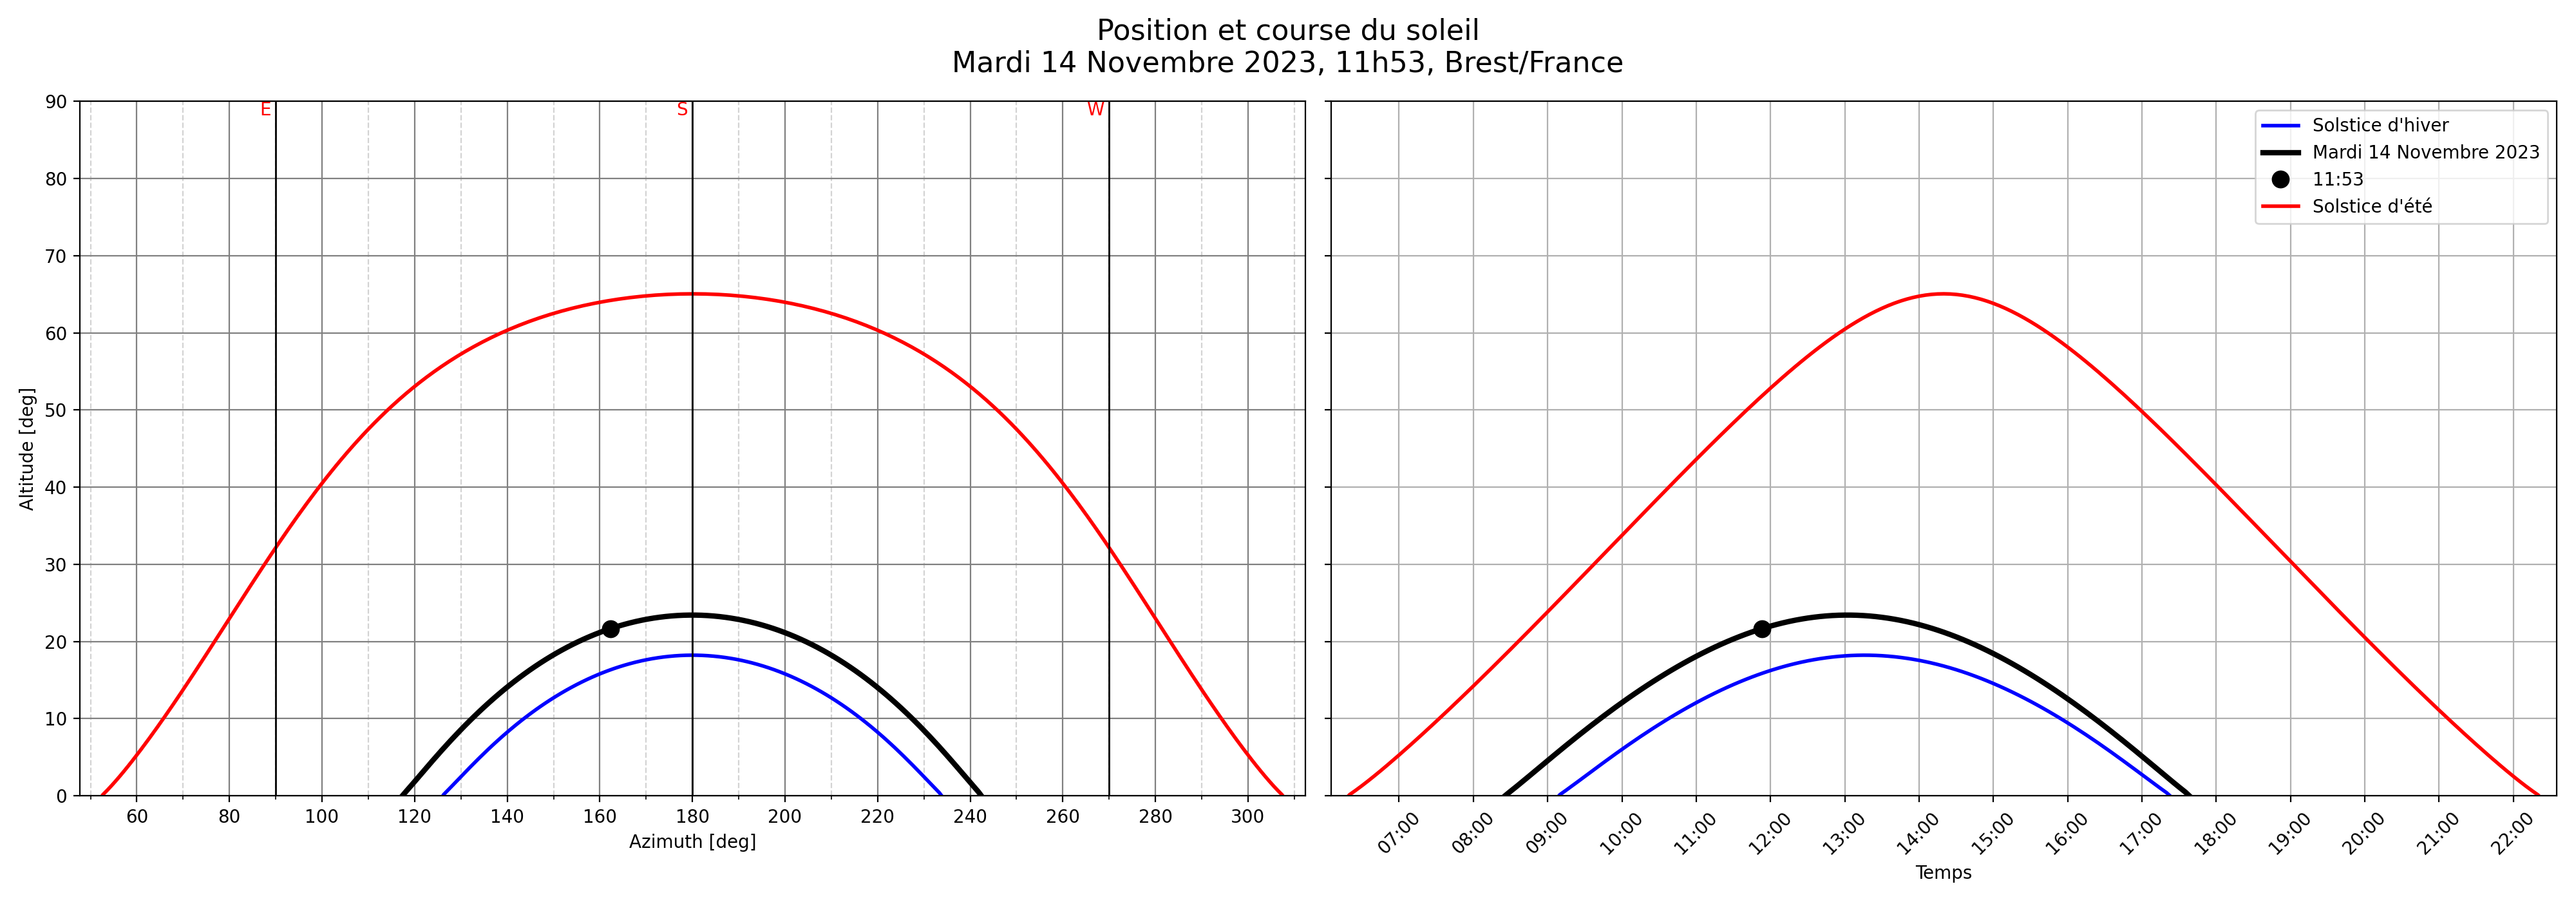 Position et course du soleil
Mardi 14 Novembre 2023, 11h53, Brest/France
E S W
90
80
70
60
50
40
30
20
10
0
Altitude [deg]
60 80 100 120 140 160 180 200 220 240 260 280 300
Azimuth [deg]
Solstice d'hiver
Mardi 14 Novembre 2023
11:53
Solstice d'été
07:00 08:00 09:00 10:00 11:00 12:00 13:00 14:00 15:00 16:00 17:00 18:00 19:00 20:00 21:00 22:00
Temps